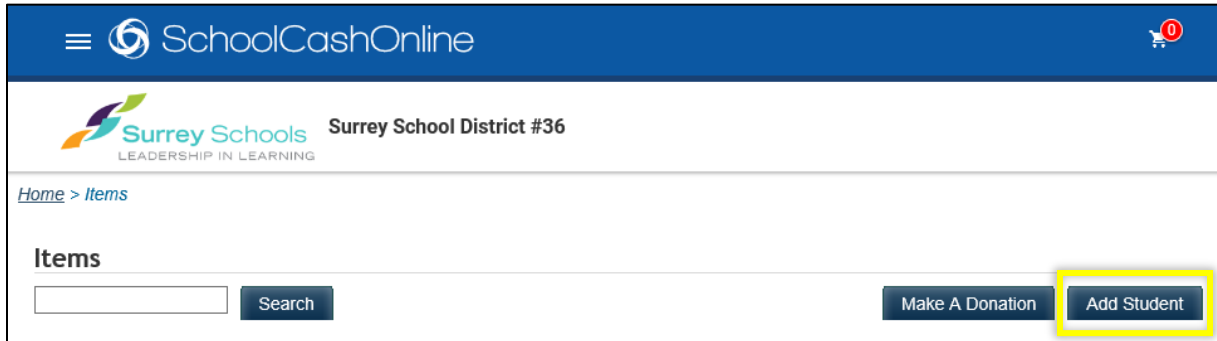 SchoolCashOnline
0
Surrey Schools
LEADERSHIP IN LEARNING
Surrey School District #36
Home > Items
Items
Search
Make A Donation
Add Student